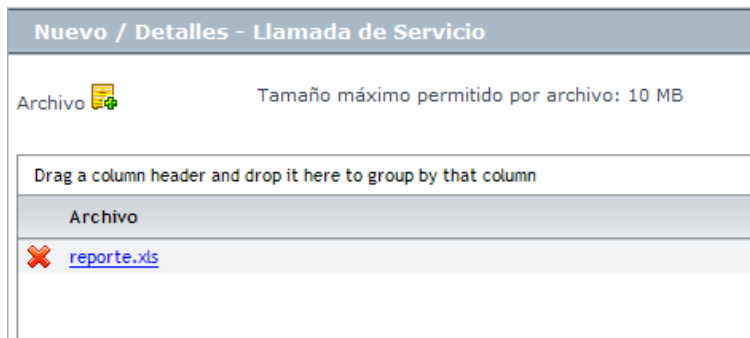 Nuevo / Detalles - Llamada de Servicio
Archivo Tamaño máximo permitido por archivo: 10 MB
Drag a column header and drop it here to group by that column
Archivo
reporte.xls